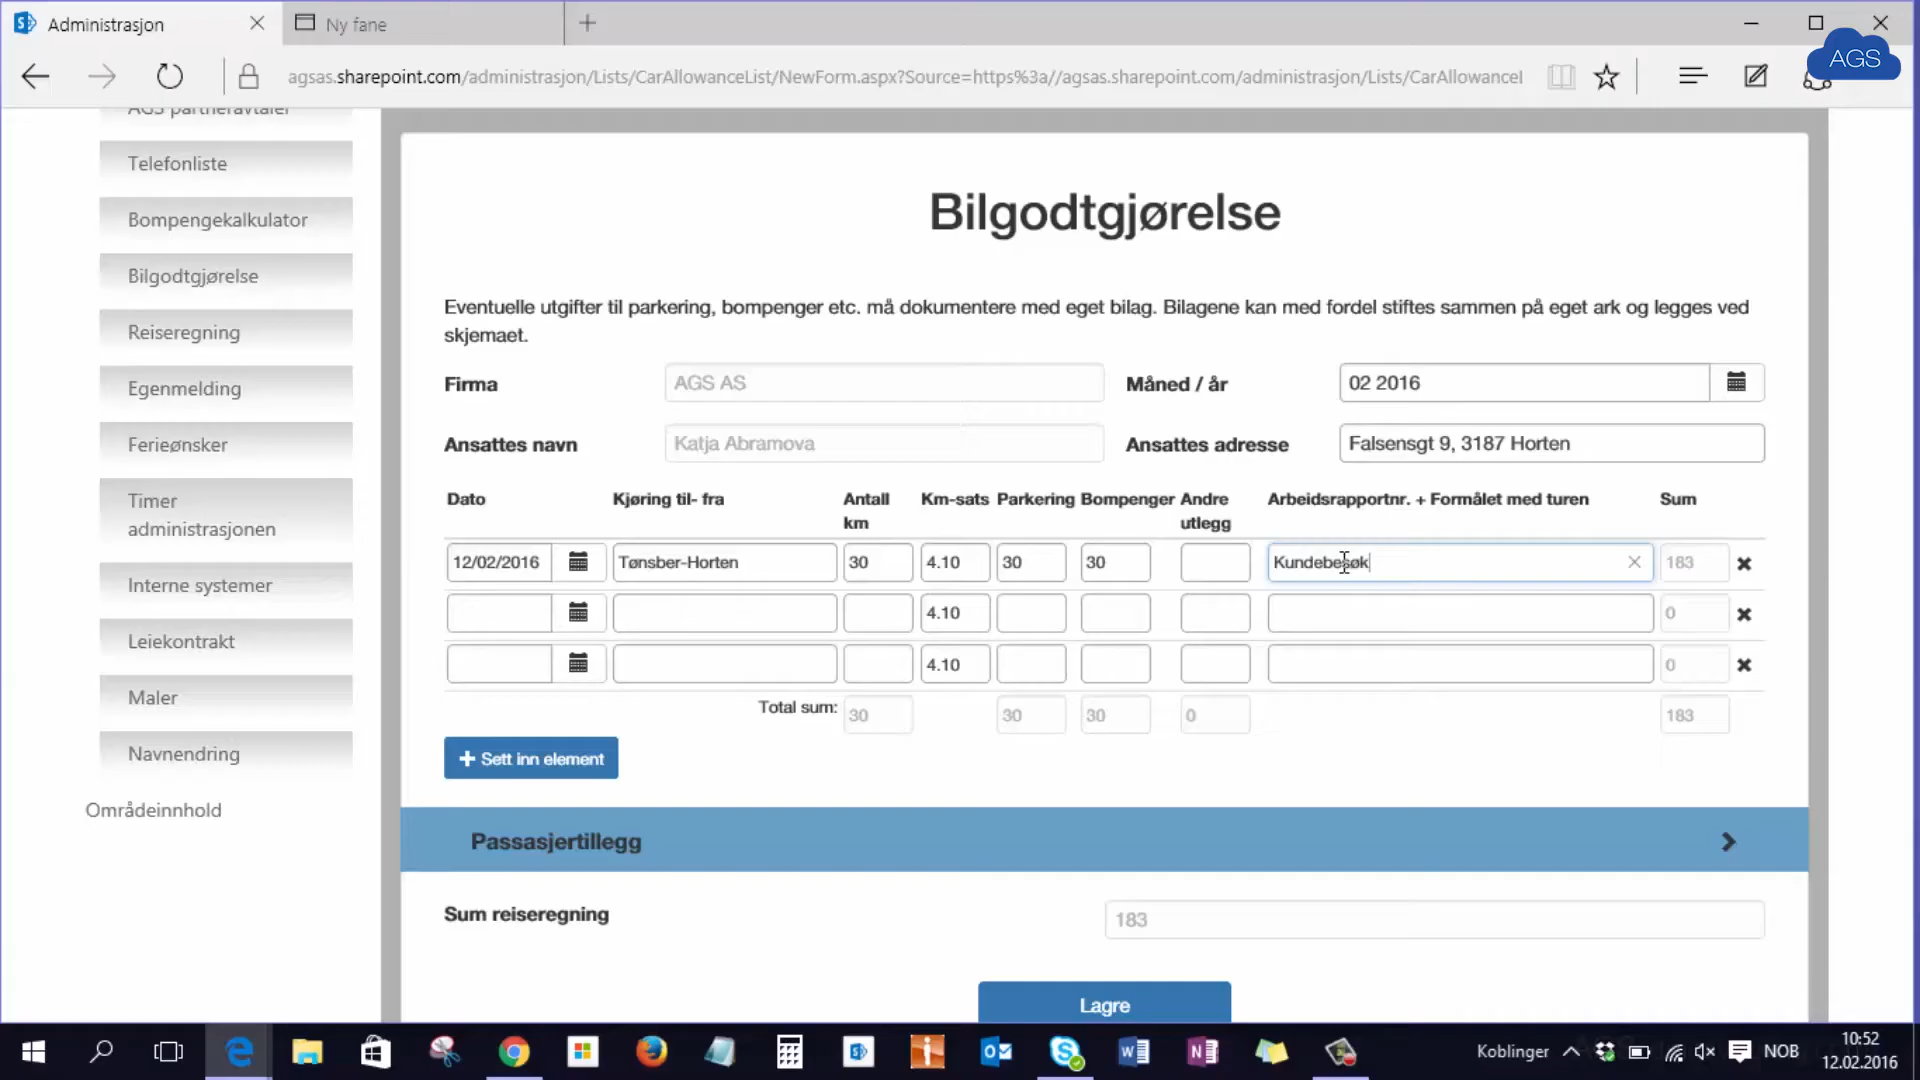 Administrasjon
Ny fane
AGS
agsas.sharepoint.com/administrasjon/Lists/CarAllowanceList/NewForm.aspx?Source=https%3a//agsas.sharepoint.com/administrasjon/Lists/CarAllowancel
AGS partneravtaler
Telefonliste
Bompengekalkulator
Bilgodtgjørelse
Reiseregning
Egenmelding
Ferieønsker
Timer
administrasjonen
Interne systemer
Leiekontrakt
Maler
Navnendring
Områdeinnhold
Bilgodtgjørelse
Eventuelle utgifter til parkering, bompenger etc. må dokumentere med eget bilag. Bilagene kan med fordel stiftes sammen på eget ark og legges ved
skjemaet.
Firma AGS AS Måned / år 02 2016
Ansattes navn Katja Abramova Ansattes adresse Falsensgt 9, 3187 Horten
Dato Kjøring til- fra Antall km Km-sats Parkering Bompenger Andre utlegg Arbeidsrapportnr. + Formålet med turen Sum
12/02/2016 Tønsber-Horten 30 4.10 30 30 Kundebesøk 183
4.10 0
4.10 0
Total sum: 30 30 30 0 183
Sett inn element
Passasjertillegg
Sum reiseregning 183
Lagre
Koblinger NOB 10:52
12.02.2016